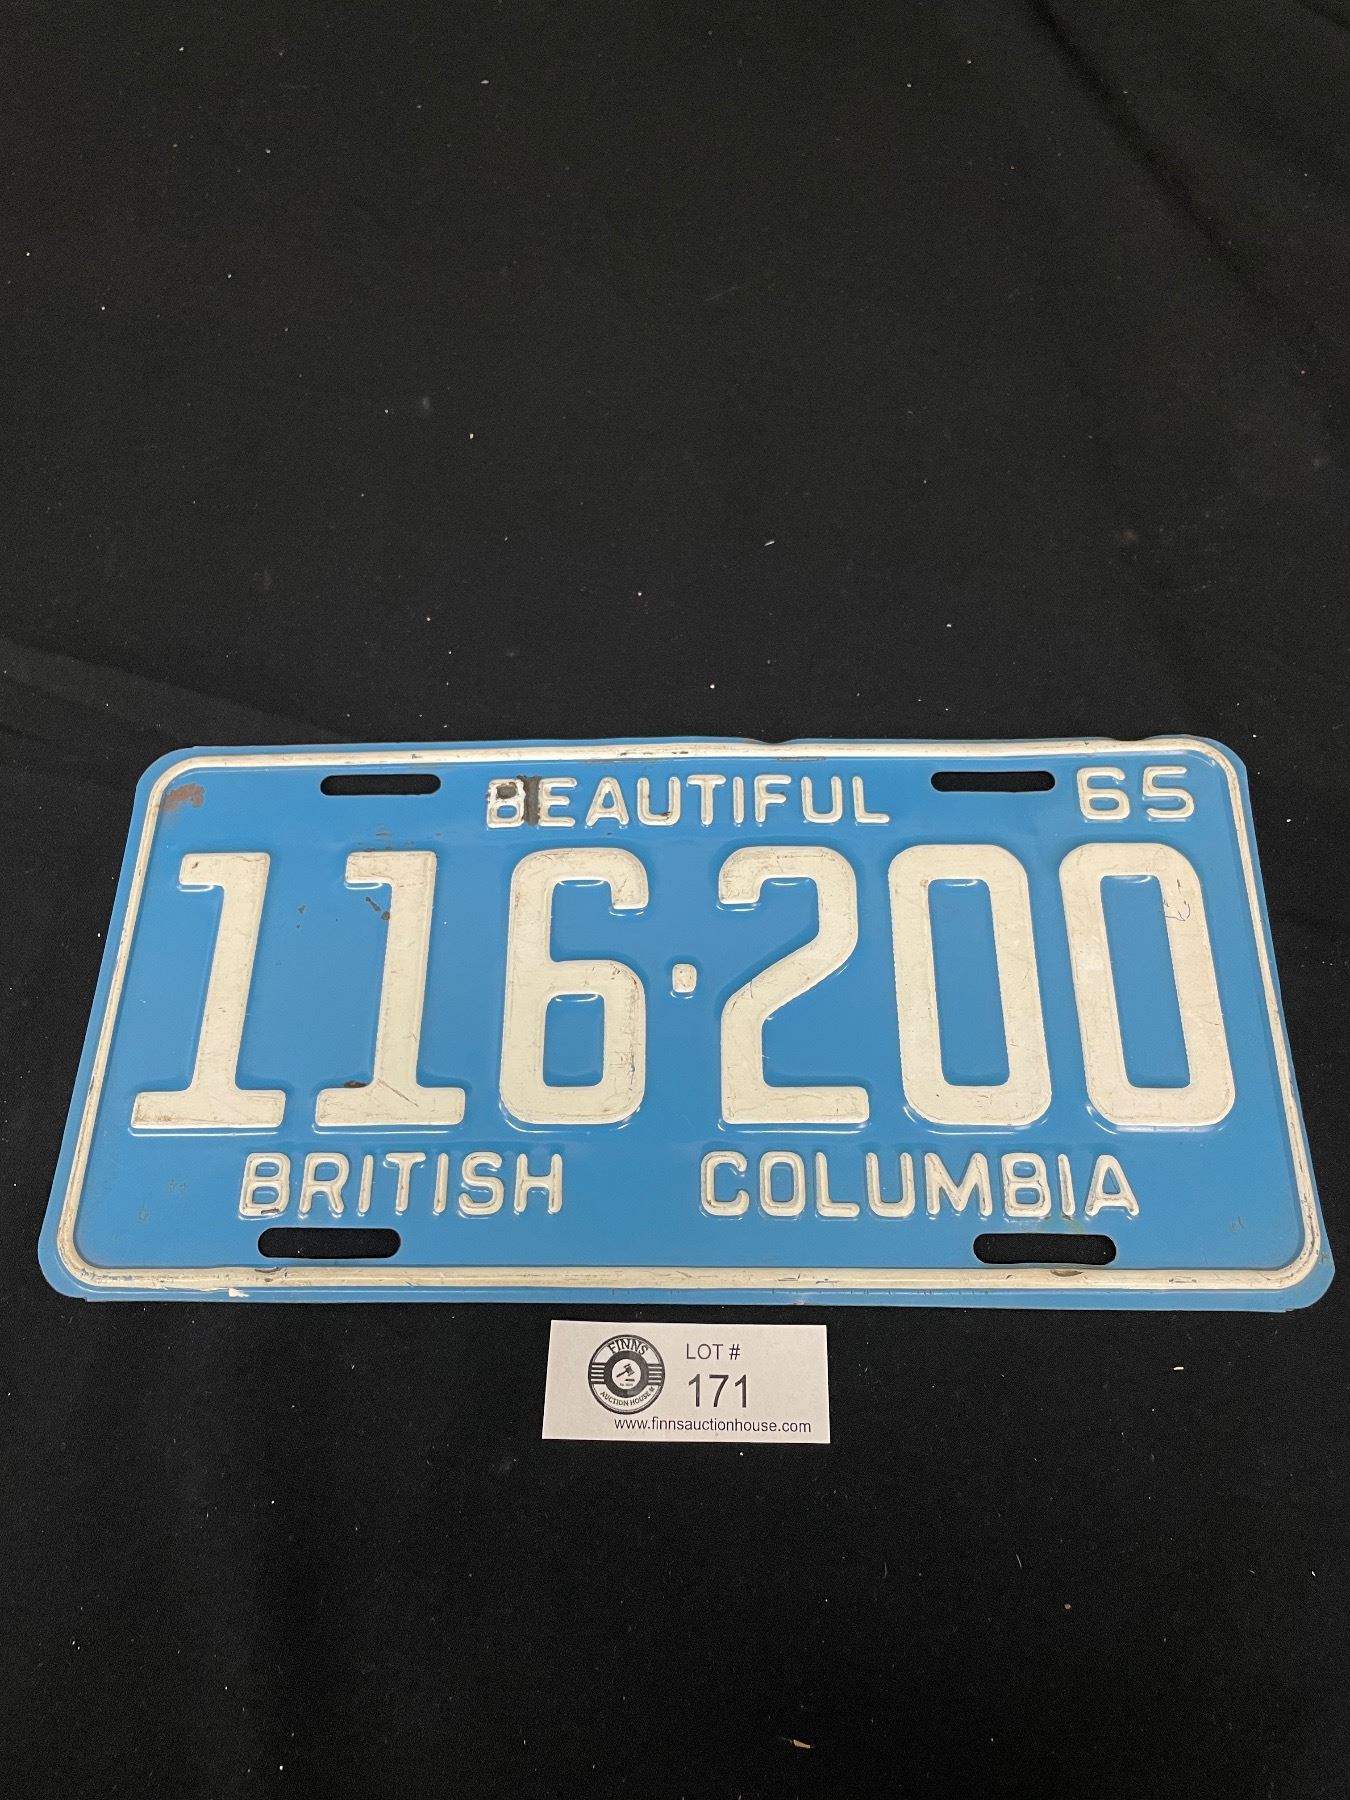 BEAUTIFUL 65
116·200
BRITISH COLUMBIA
FINNS
AUCTION HOUSE
LOT #
171
www.finnsauctionhouse.com